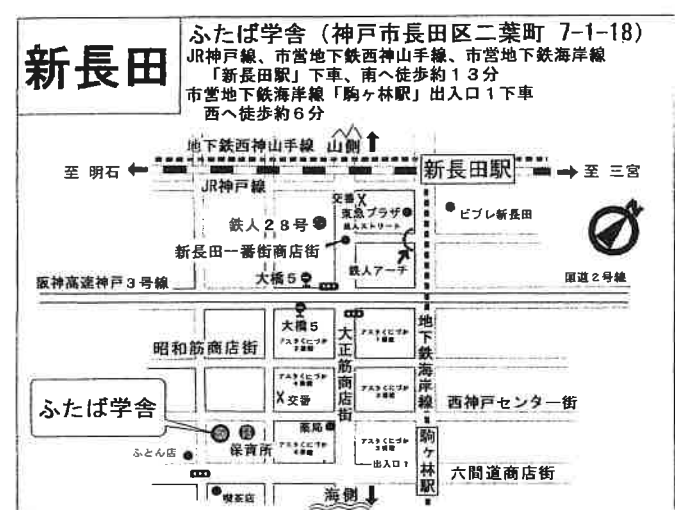 新長田
ふたば学舎（神戸市長田区二葉町 7-1-18）
JR神戸線、市営地下鉄西神山手線、市営地下鉄海岸線
「新長田駅」下車、南へ徒歩約１３分
市営地下鉄海岸線「駒ヶ林駅」出入口１下車
西へ徒歩約６分
地下鉄西神山手線
山側
至 明石
新長田駅
至 三宮
JR神戸線
交番
東急プラザ
鉄人ストリート
ビブレ新長田
鉄人２８号
新長田一番街商店街
鉄人アーチ
阪神高速神戸３号線
大橋５
国道２号線
大橋５
大正筋商店街
地下鉄海岸線
昭和筋商店街
交番
西神戸センター街
ふたば学舎
保育所
薬局
駒ヶ林駅
ふとん店
出入口１
六間道商店街
喫茶店
海側